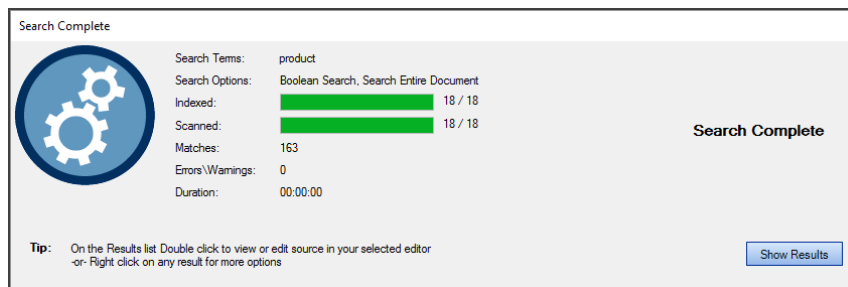 Search Complete
Search Terms: product
Search Options: Boolean Search, Search Entire Document
Indexed: 18 / 18
Scanned: 18 / 18
Matches: 163
Errors\Warnings: 0
Duration: 00:00:00
Search Complete
Tip: On the Results list Double click to view or edit source in your selected editor
-or- Right click on any result for more options
Show Results